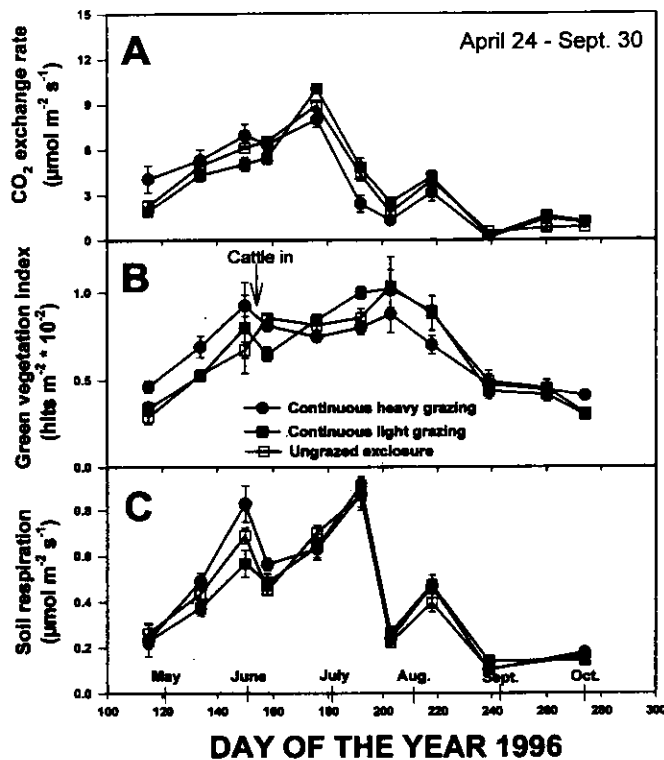 A
April 24 - Sept. 30
CO₂ exchange rate
(µmol m⁻² s⁻¹)
15
12
9
6
3
0
B
Cattle in
Green vegetation index
(hits m⁻² * 10⁻²)
1.0
0.5
0.0
Continuous heavy grazing
Continuous light grazing
Ungrazed exclosure
C
Soil respiration
(µmol m⁻² s⁻¹)
0.8
0.6
0.4
0.2
0.0
May June July Aug. Sept. Oct.
100 120 140 160 180 200 220 240 260 280 300
DAY OF THE YEAR 1996